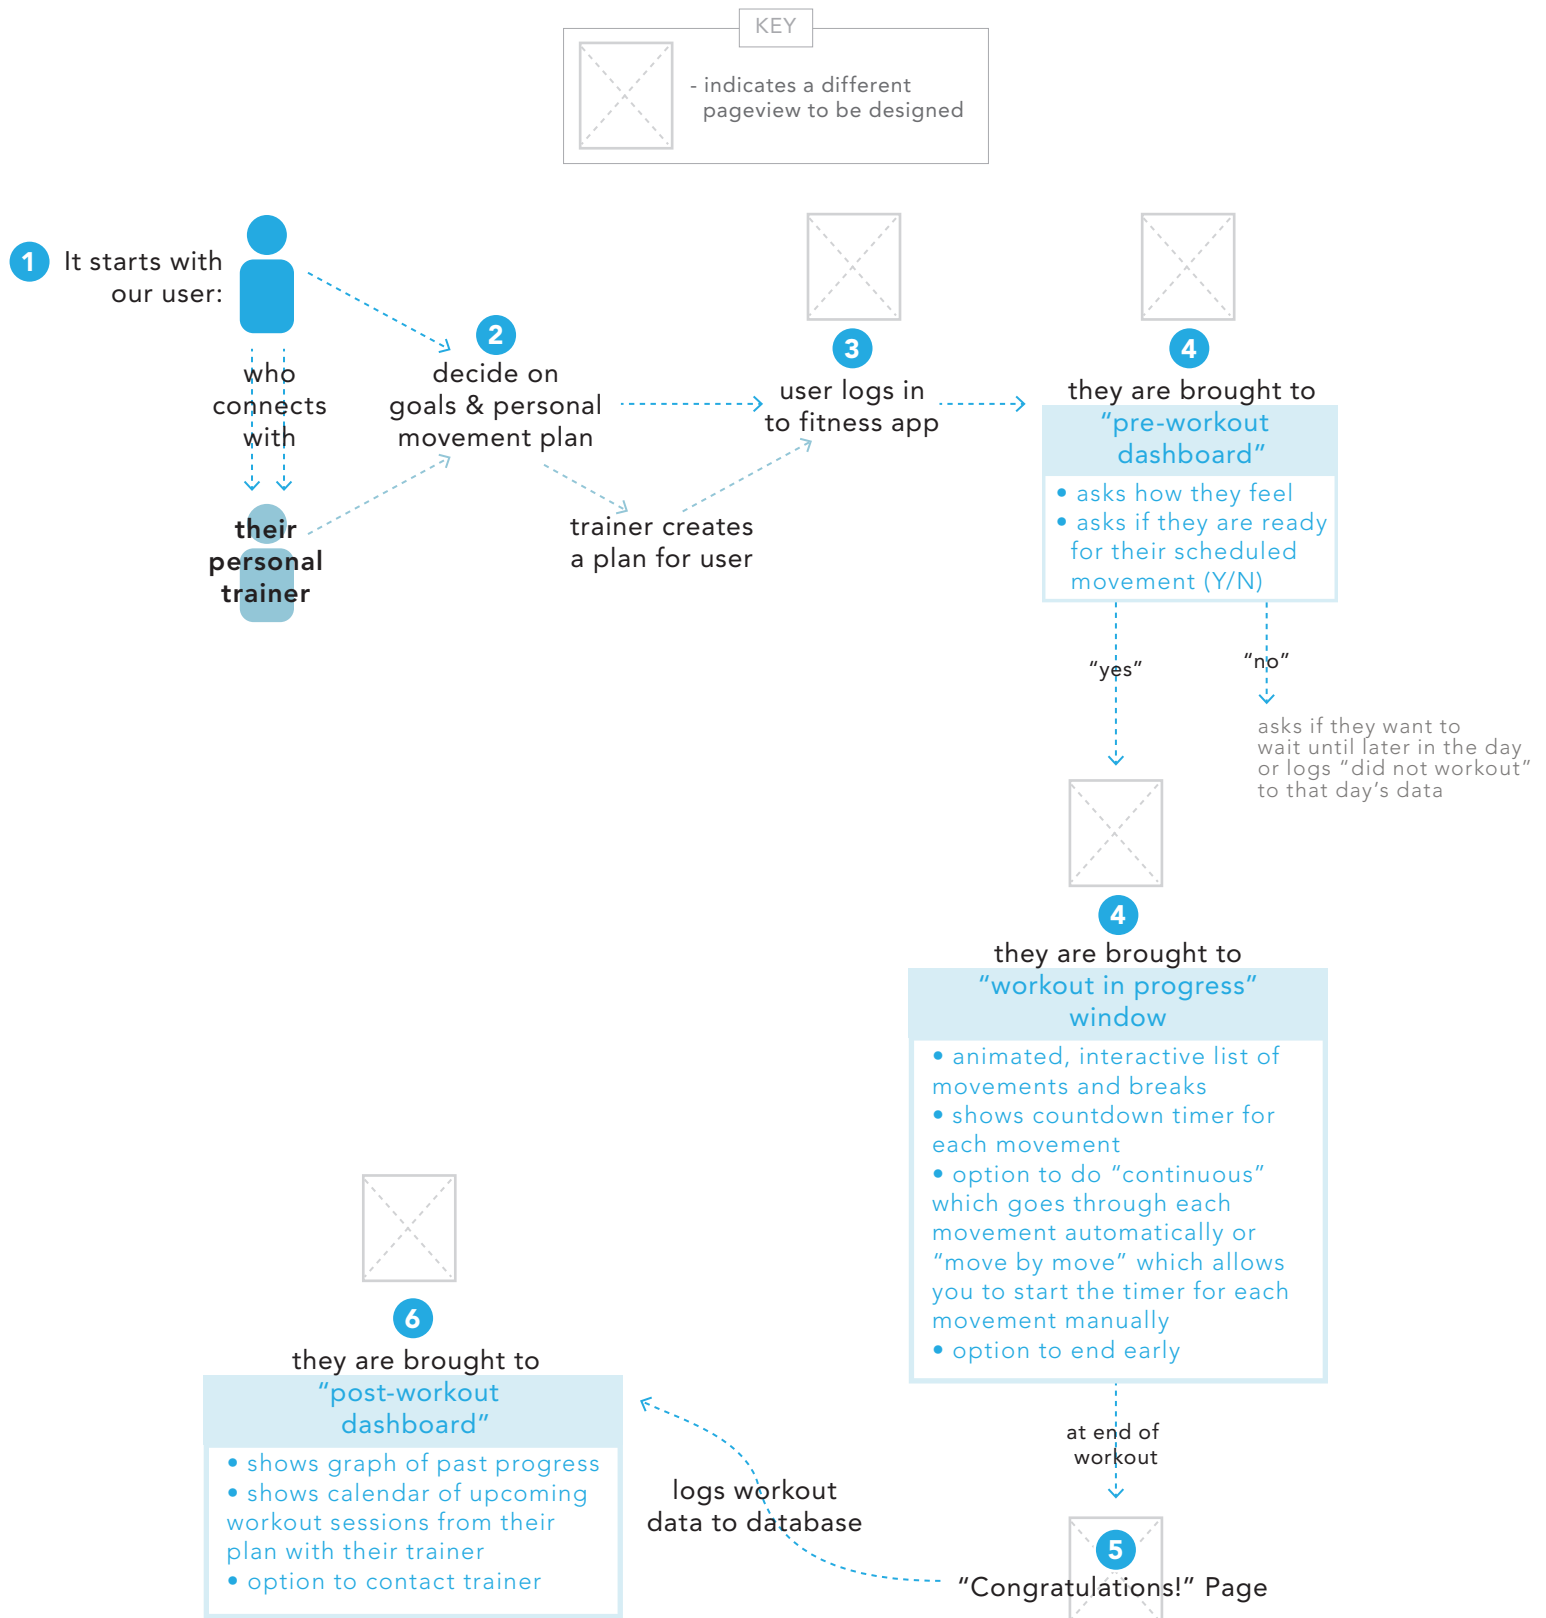 KEY
- indicates a different
pageview to be designed
1
It starts with
our user:
who
connects
with
their
personal
trainer
2
decide on
goals & personal
movement plan
trainer creates
a plan for user
3
user logs in
to fitness app
4
they are brought to
“pre-workout
dashboard”
• asks how they feel
• asks if they are ready
for their scheduled
movement (Y/N)
“yes”
“no”
asks if they want to
wait until later in the day
or logs “did not workout”
to that day’s data
4
they are brought to
“workout in progress”
window
• animated, interactive list of
movements and breaks
• shows countdown timer for
each movement
• option to do “continuous”
which goes through each
movement automatically or
“move by move” which allows
you to start the timer for each
movement manually
• option to end early
at end of
workout
5
“Congratulations!” Page
logs workout
data to database
6
they are brought to
“post-workout
dashboard”
• shows graph of past progress
• shows calendar of upcoming
workout sessions from their
plan with their trainer
• option to contact trainer